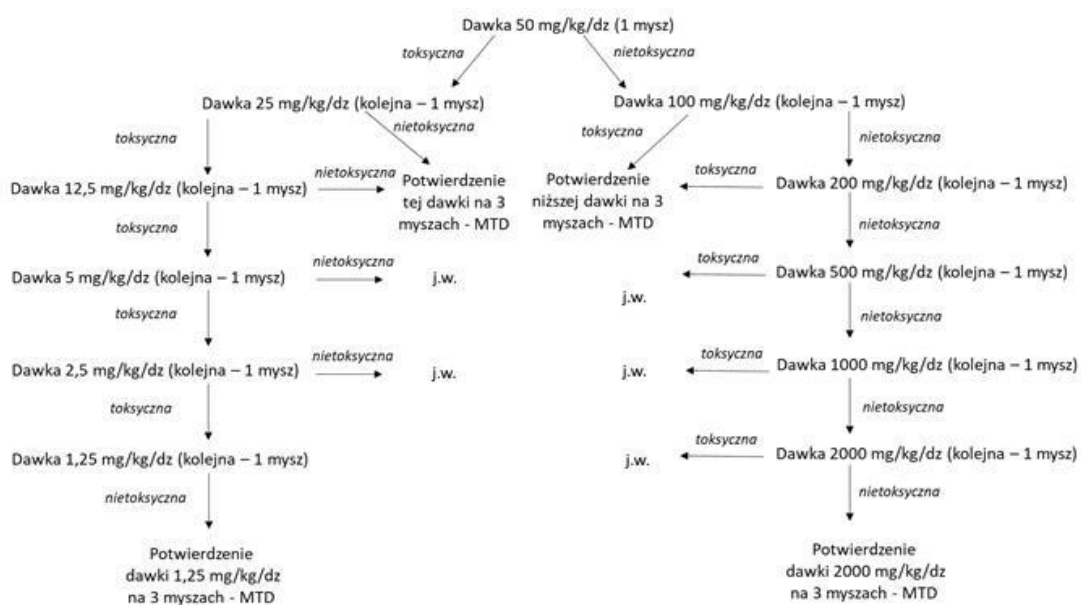 Dawka 50 mg/kg/dz (1 mysz)
toksyczna
nietoksyczna
Dawka 25 mg/kg/dz (kolejna – 1 mysz)
Dawka 100 mg/kg/dz (kolejna – 1 mysz)
toksyczna
nietoksyczna
toksyczna
nietoksyczna
Dawka 12,5 mg/kg/dz (kolejna – 1 mysz)
nietoksyczna
Potwierdzenie
tej dawki na 3
myszach - MTD
Potwierdzenie
niższej dawki na 3
myszach - MTD
toksyczna
Dawka 200 mg/kg/dz (kolejna – 1 mysz)
toksyczna
nietoksyczna
Dawka 5 mg/kg/dz (kolejna – 1 mysz)
nietoksyczna
j.w.
j.w.
toksyczna
Dawka 500 mg/kg/dz (kolejna – 1 mysz)
toksyczna
nietoksyczna
Dawka 2,5 mg/kg/dz (kolejna – 1 mysz)
nietoksyczna
j.w.
j.w.
toksyczna
Dawka 1000 mg/kg/dz (kolejna – 1 mysz)
toksyczna
nietoksyczna
Dawka 1,25 mg/kg/dz (kolejna – 1 mysz)
j.w.
toksyczna
Dawka 2000 mg/kg/dz (kolejna – 1 mysz)
nietoksyczna
nietoksyczna
Potwierdzenie
dawki 1,25 mg/kg/dz
na 3 myszach - MTD
Potwierdzenie
dawki 2000 mg/kg/dz
na 3 myszach - MTD